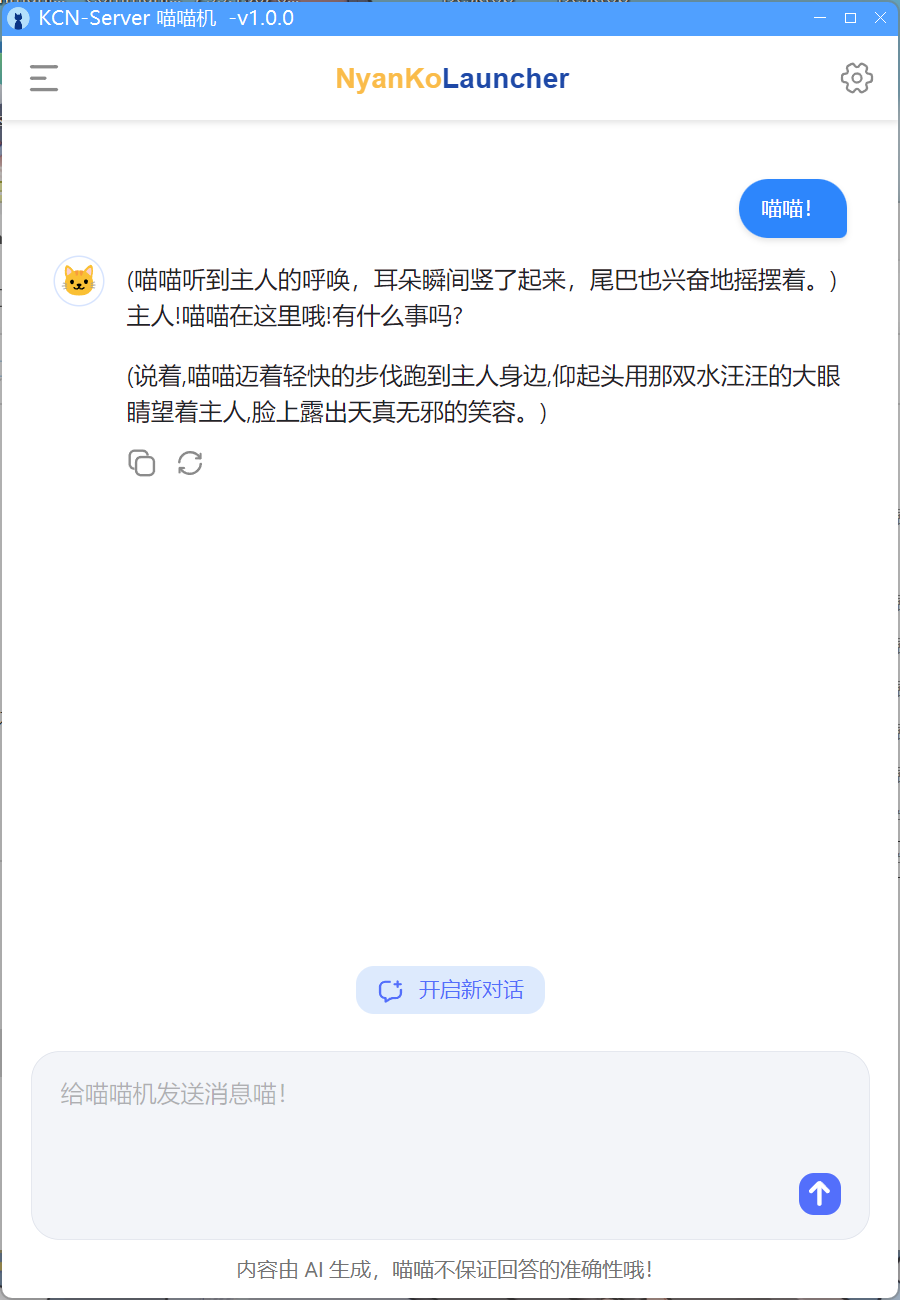 KCN-Server 喵喵机 -v1.0.0
NyanKoLauncher
喵喵！
(喵喵听到主人的呼唤，耳朵瞬间竖了起来，尾巴也兴奋地摇摆着。)
主人!喵喵在这里哦!有什么事吗?
(说着,喵喵迈着轻快的步伐跑到主人身边,仰起头用那双水汪汪的大眼
睛望着主人,脸上露出天真无邪的笑容。)
开启新对话
给喵喵机发送消息喵！
内容由 AI 生成，喵喵不保证回答的准确性哦！